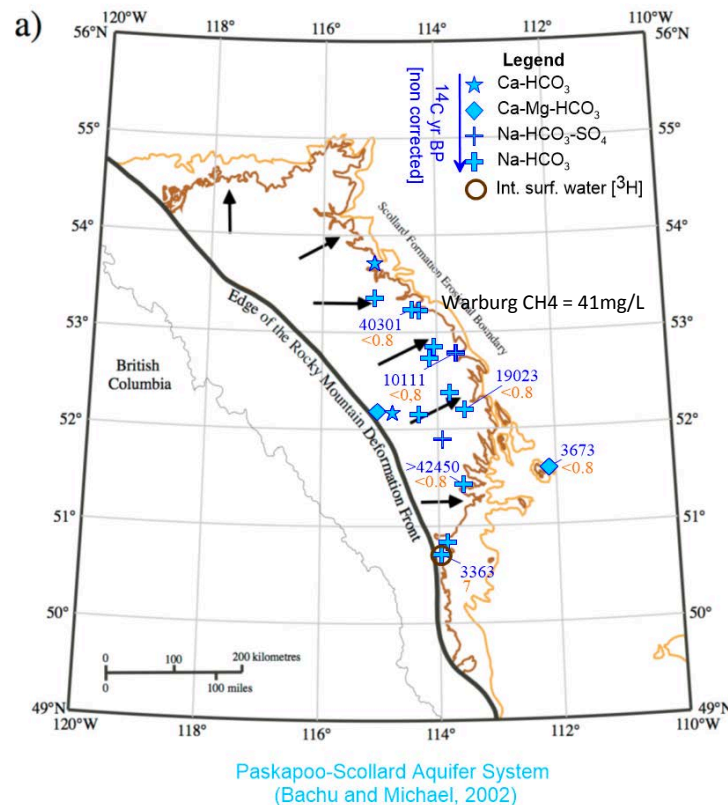 a)
120°W
118°
116°
114°
112°
110°W
56°N
56°N
Legend
Ca-HCO3
Ca-Mg-HCO3
Na-HCO3-SO4
Na-HCO3
Int. surf. water [3H]
14C yr BP
[non corrected]
55°
55°
54°
54°
53°
53°
52°
52°
51°
51°
50°
50°
49°N
49°N
Scollard Formation Erosional Boundary
Warburg CH4 = 41mg/L
40301
<0.8
Edge of the Rocky Mountain Deformation Front
British
Columbia
10111
<0.8
19023
<0.8
3673
<0.8
>42450
<0.8
3363
7
0 100 200 kilometres
0 100 miles
120°W
118°
116°
114°
112°
110°W
Paskapoo-Scollard Aquifer System
(Bachu and Michael, 2002)